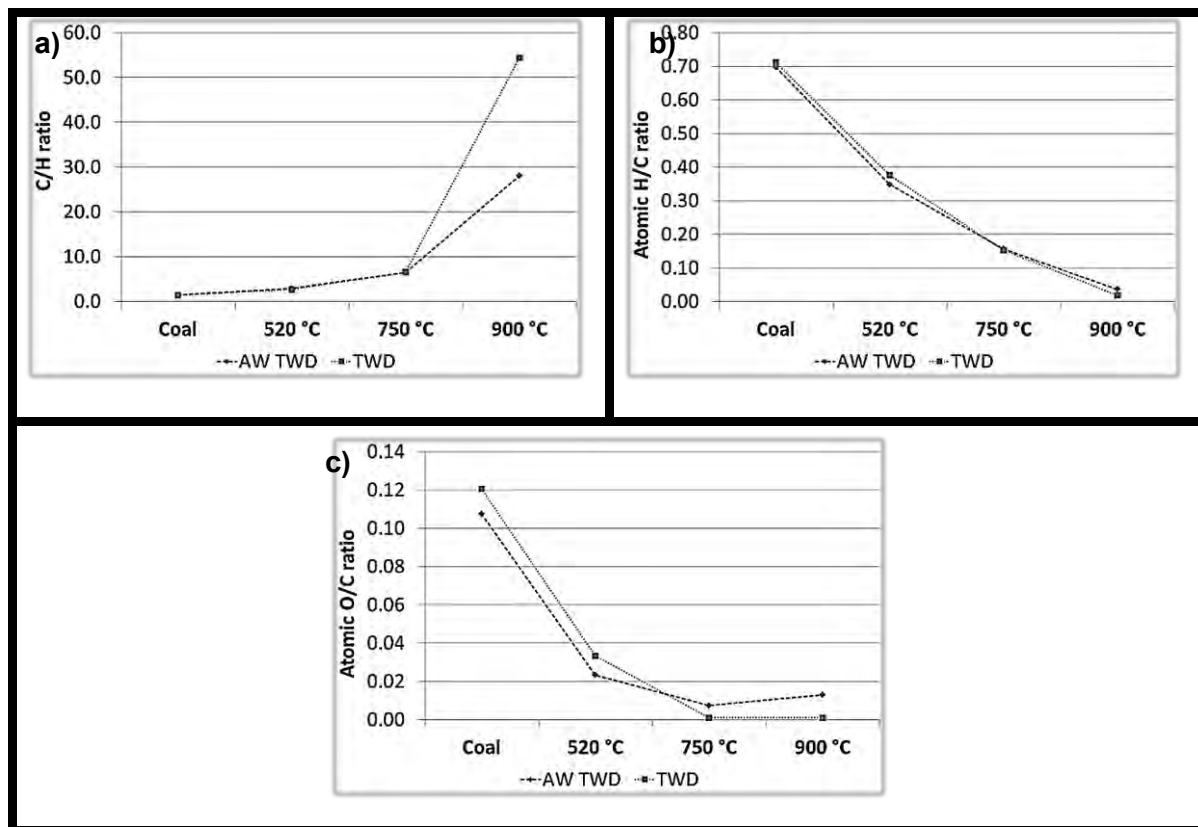 a)
60.0
50.0
40.0
30.0
20.0
10.0
0.0
C/H ratio
Coal 520 °C 750 °C 900 °C
AW TWD TWD
b)
0.80
0.70
0.60
0.50
0.40
0.30
0.20
0.10
0.00
Atomic H/C ratio
Coal 520 °C 750 °C 900 °C
AW TWD TWD
c)
0.14
0.12
0.10
0.08
0.06
0.04
0.02
0.00
Atomic O/C ratio
Coal 520 °C 750 °C 900 °C
AW TWD TWD